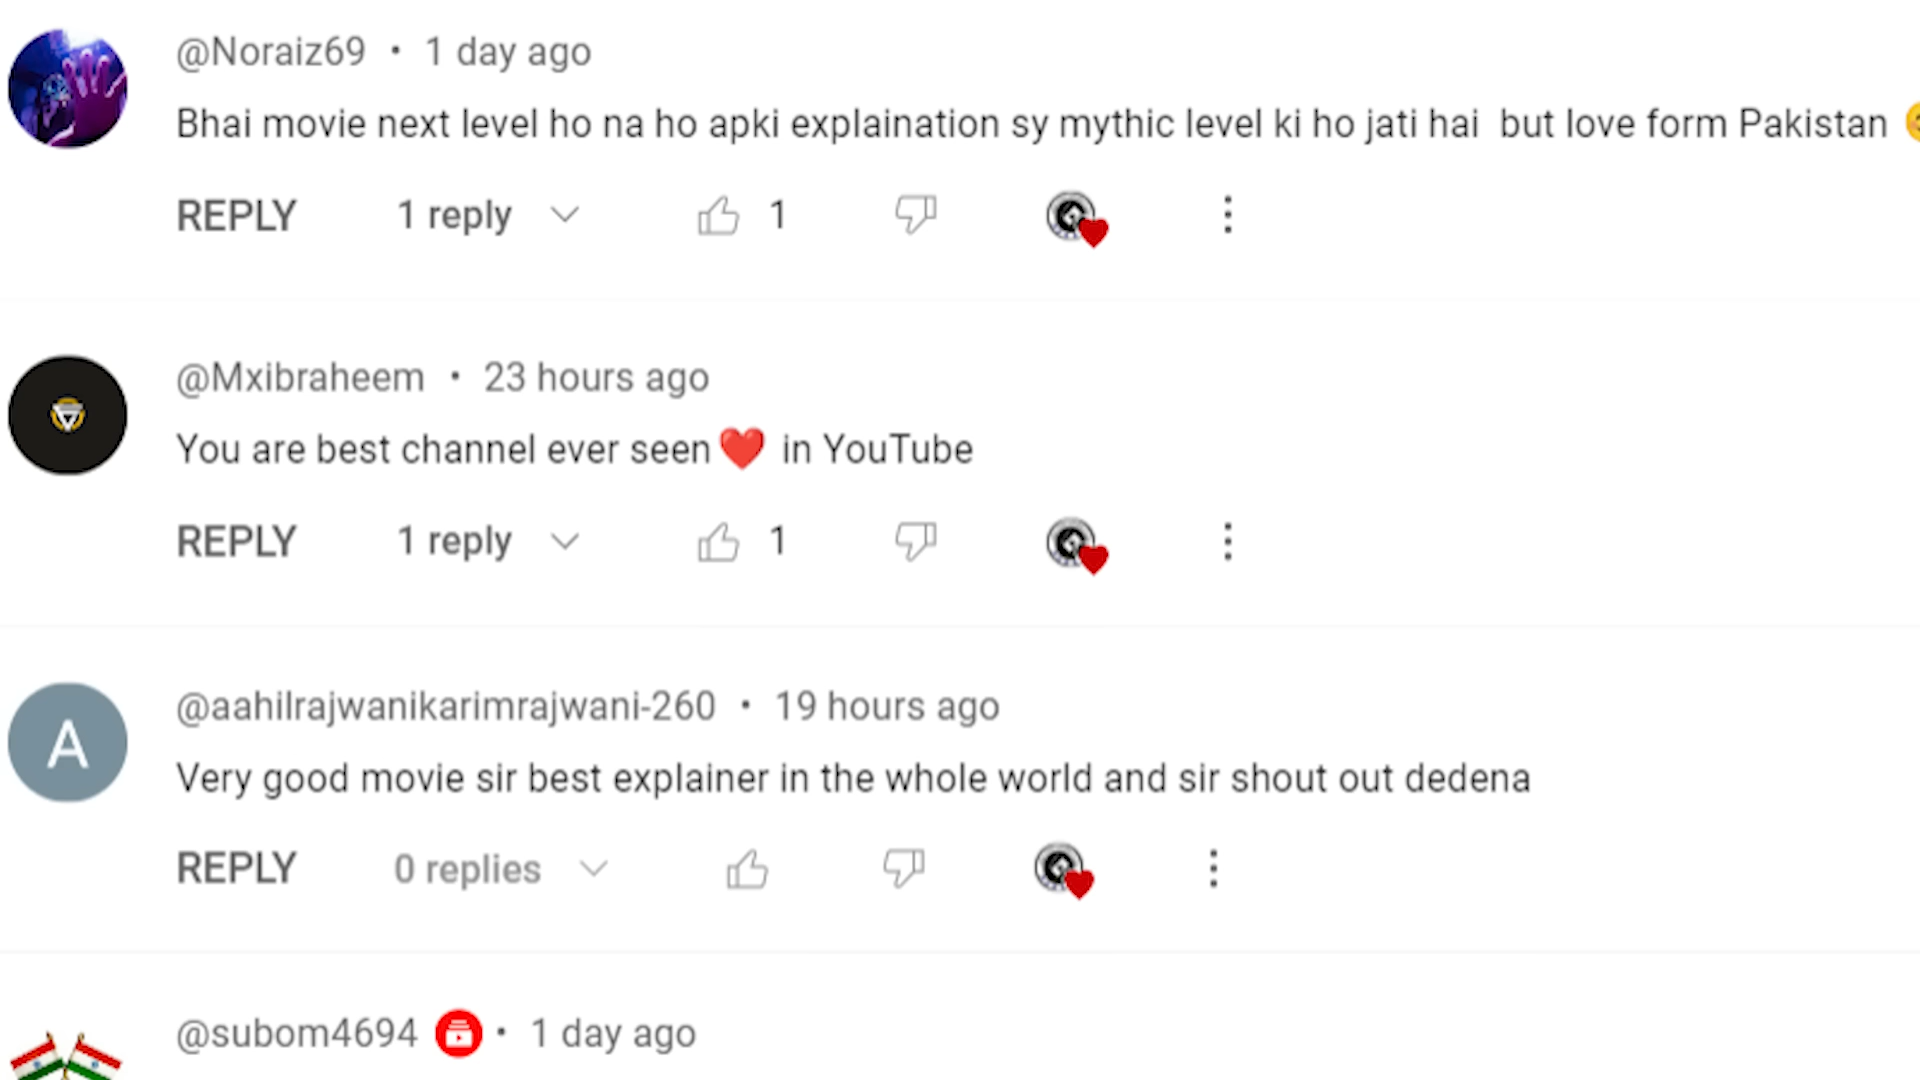 @Noraiz69 • 1 day ago
Bhai movie next level ho na ho apki explaination sy mythic level ki ho jati hai but love form Pakistan
REPLY 1 reply 1
@Mxibraheem • 23 hours ago
You are best channel ever seen❤️ in YouTube
REPLY 1 reply 1
@aahilrajwanikarimrajwani-260 • 19 hours ago
A
Very good movie sir best explainer in the whole world and sir shout out dedena
REPLY 0 replies
@subom4694 • 1 day ago